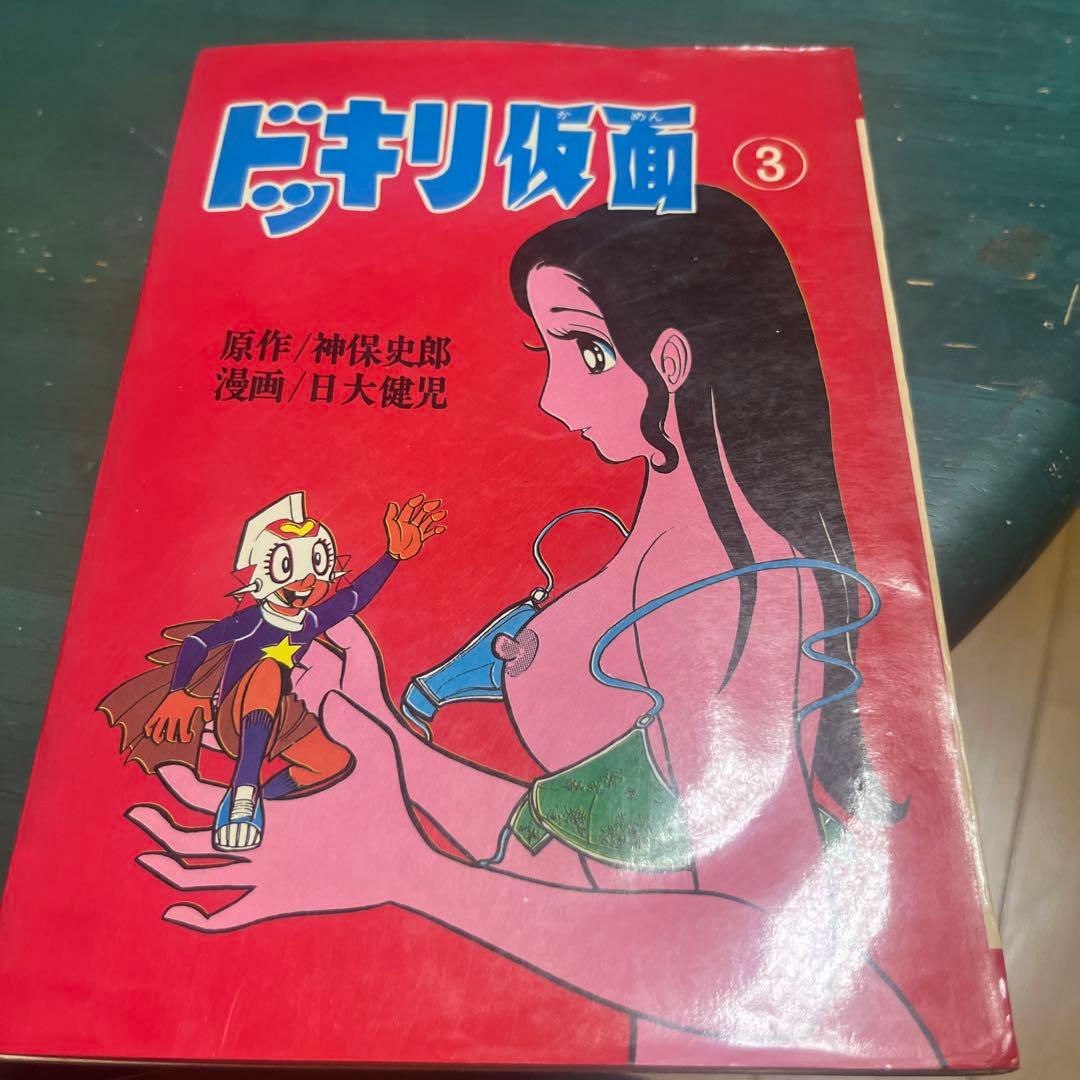 ドッキリ仮面
かめん
3
原作/神保史郎
漫画/日大健児